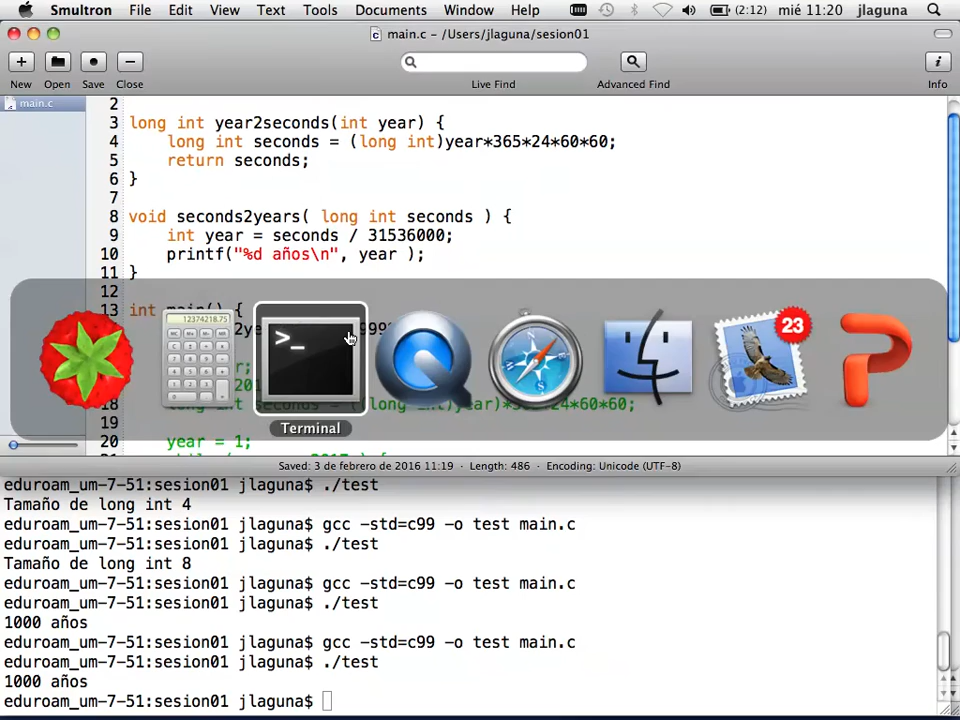 Smultron File Edit View Text Tools Documents Window Help (2:12) mié 11:20 jlaguna
main.c – /Users/jlaguna/sesion01
New Open Save Close Live Find Advanced Find Info
main.c
2
3 long int year2seconds(int year) {
4 long int seconds = (long int)year*365*24*60*60;
5 return seconds;
6 }
7
8 void seconds2years( long int seconds ) {
9 int year = seconds / 31536000;
10 printf("%d años\n", year );
11 }
12
13 int main() {
12374218.75
23
Terminal
18
19
20 year = 1;
Saved: 3 de febrero de 2016 11:19 • Length: 486 • Encoding: Unicode (UTF-8)
eduroam_um-7-51:sesion01 jlaguna$ ./test
Tamaño de long int 4
eduroam_um-7-51:sesion01 jlaguna$ gcc -std=c99 -o test main.c
eduroam_um-7-51:sesion01 jlaguna$ ./test
Tamaño de long int 8
eduroam_um-7-51:sesion01 jlaguna$ gcc -std=c99 -o test main.c
eduroam_um-7-51:sesion01 jlaguna$ ./test
1000 años
eduroam_um-7-51:sesion01 jlaguna$ gcc -std=c99 -o test main.c
eduroam_um-7-51:sesion01 jlaguna$ ./test
1000 años
eduroam_um-7-51:sesion01 jlaguna$